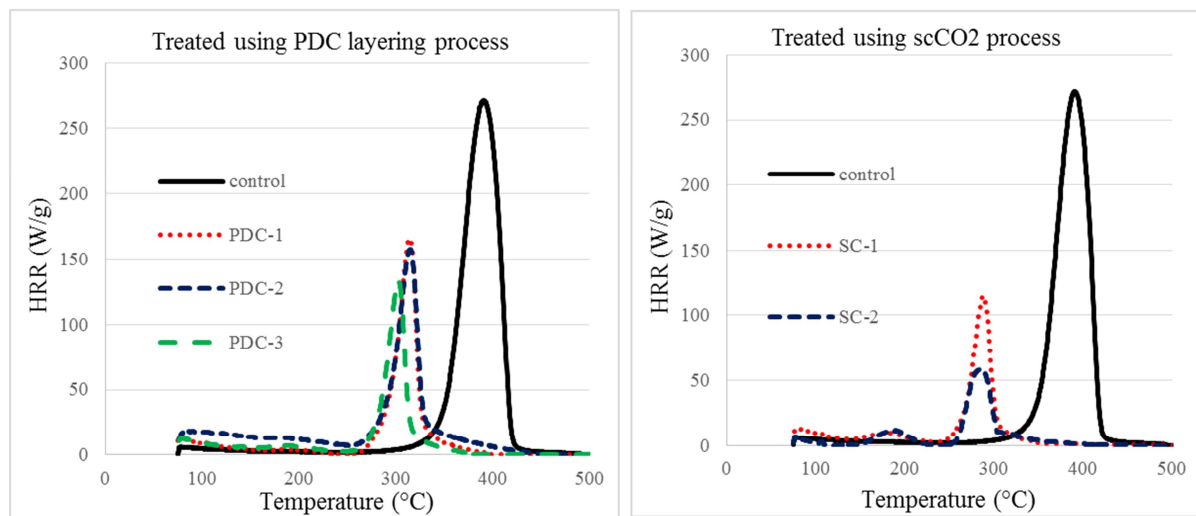 Treated using PDC layering process
300
250
200
150
100
50
0
HRR (W/g)
control
PDC-1
PDC-2
PDC-3
0 100 200 300 400 500
Temperature (°C)
Treated using scCO2 process
300
250
200
150
100
50
0
HRR (W/g)
control
SC-1
SC-2
0 100 200 300 400 500
Temperature (°C)